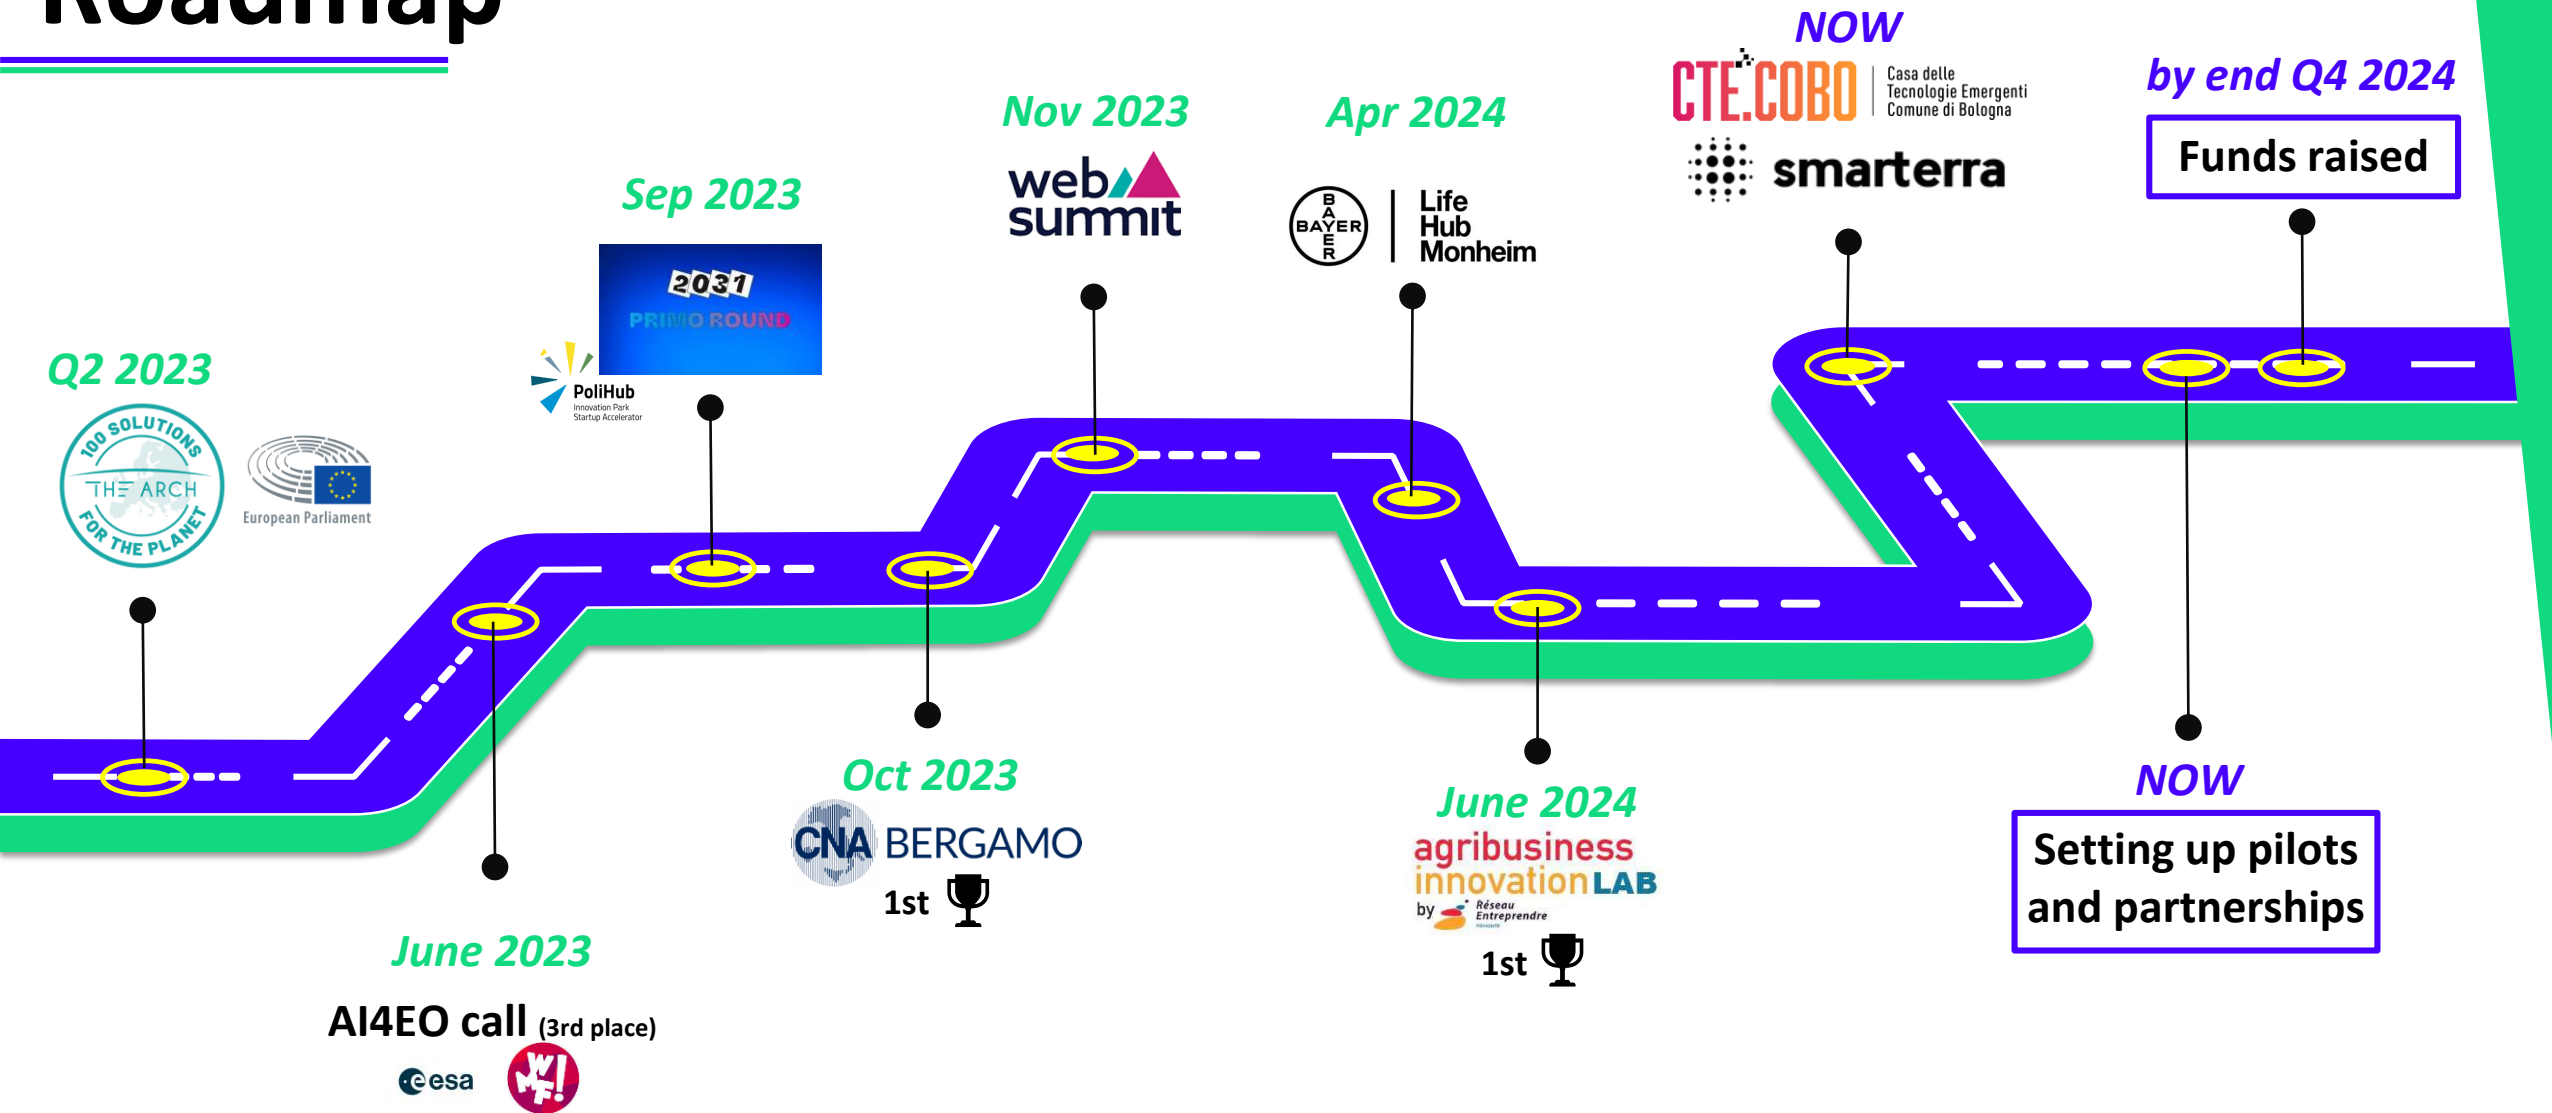 Roadmap
Q2 2023
100 SOLUTIONS
THE ARCH
FOR THE PLANET
European Parliament
June 2023
AI4EO call (3rd place)
esa
WMF!
Sep 2023
2031
PRIMO ROUND
PoliHub
Innovation Park
Startup Accelerator
Oct 2023
CNA BERGAMO
1st
Nov 2023
web
summit
Apr 2024
BAYER
BAYER
Life
Hub
Monheim
June 2024
agribusiness
innovation LAB
by Réseau
Entreprendre
PIEMONTE
1st
NOW
CTE.COBO
Casa delle
Tecnologie Emergenti
Comune di Bologna
smarterra
NOW
Setting up pilots
and partnerships
by end Q4 2024
Funds raised